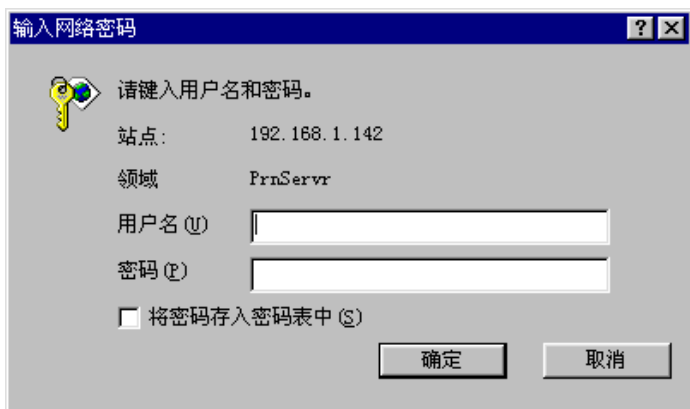 输入网络密码
请键入用户名和密码。
站点: 192.168.1.142
领域 PrnServr
用户名(U)
密码(P)
将密码存入密码表中(S)
确定 取消